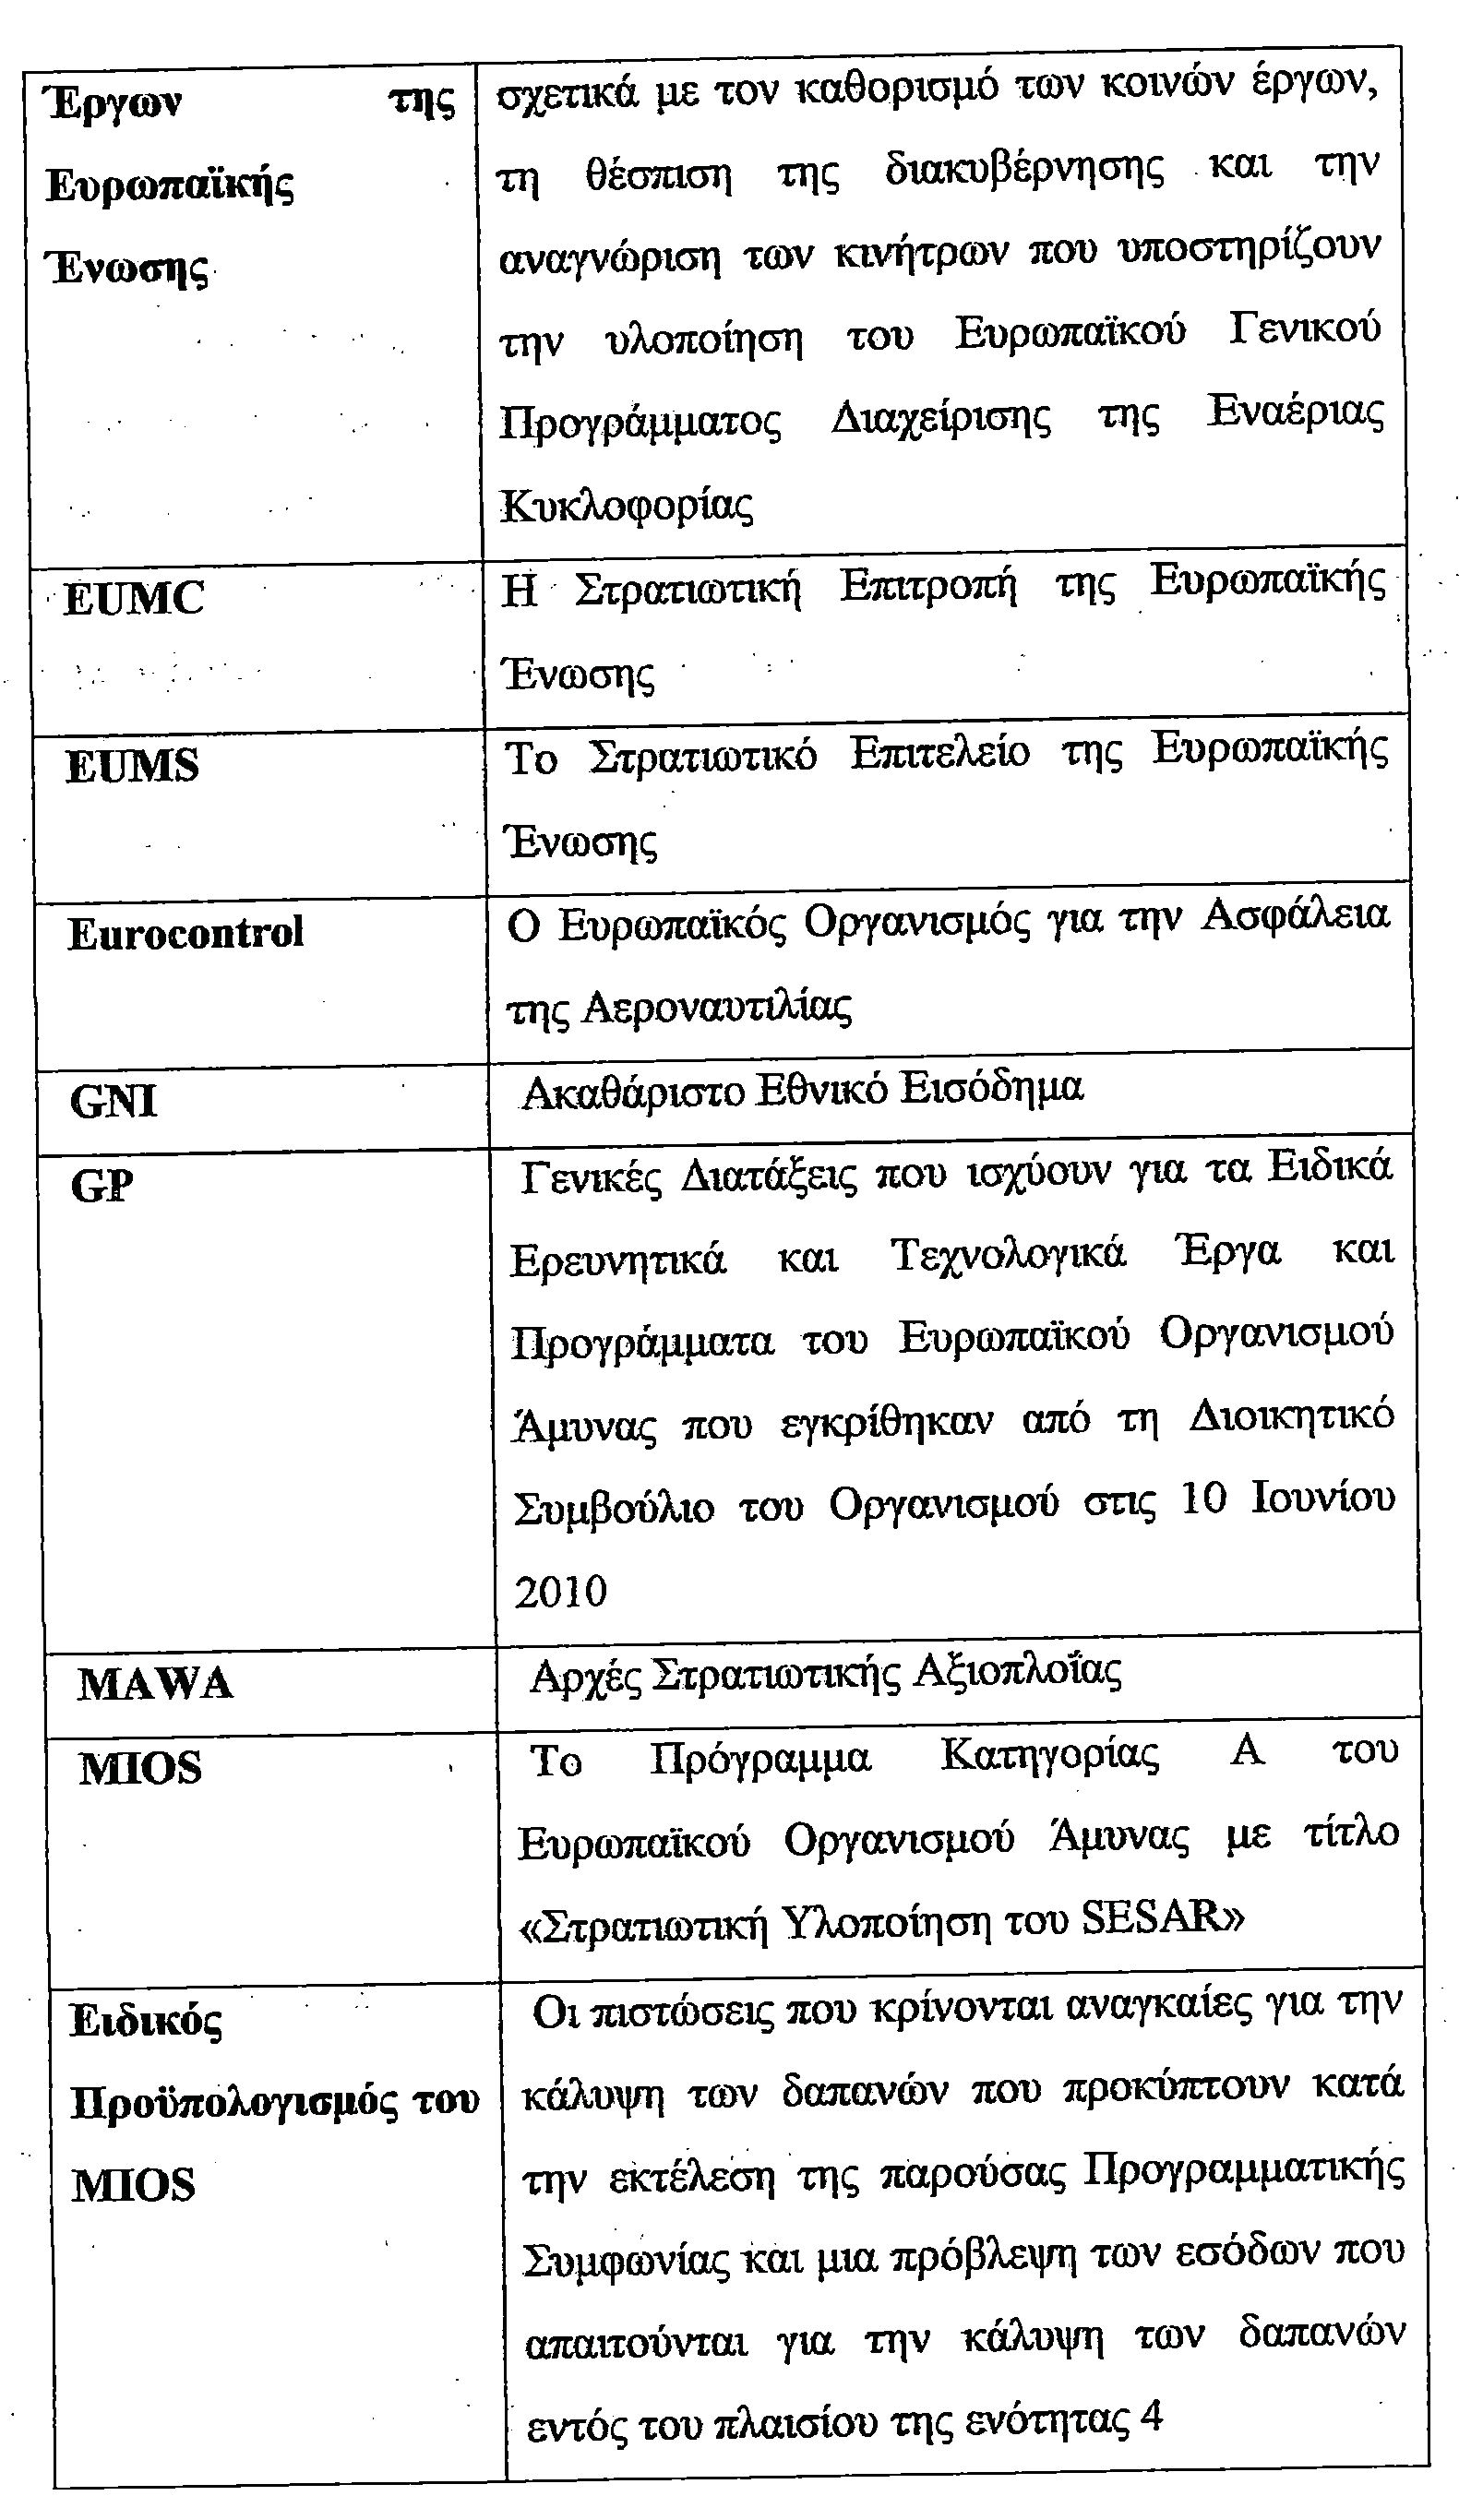 Έργων της
Ευρωπαϊκής
Ένωσης
σχετικά με τον καθορισμό των κοινών έργων,
τη θέσπιση της διακυβέρνησης και την
αναγνώριση των κινήτρων που υποστηρίζουν
την υλοποίηση του Ευρωπαϊκού Γενικού
Προγράμματος Διαχείρισης της Εναέριας
Κυκλοφορίας
EUMC
Η Στρατιωτική Επιτροπή της Ευρωπαϊκής
Ένωσης
EUMS
Το Στρατιωτικό Επιτελείο της Ευρωπαϊκής
Ένωσης
Eurocontrol
Ο Ευρωπαϊκός Οργανισμός για την Ασφάλεια
της Αεροναυτιλίας
GNI
Ακαθάριστο Εθνικό Εισόδημα
GP
Γενικές Διατάξεις που ισχύουν για τα Ειδικά
Ερευνητικά και Τεχνολογικά Έργα και
Προγράμματα του Ευρωπαϊκού Οργανισμού
Άμυνας που εγκρίθηκαν από τη Διοικητικό
Συμβούλιο του Οργανισμού στις 10 Ιουνίου
2010
MAWA
Αρχές Στρατιωτικής Αξιοπλοΐας
MIOS
Το Πρόγραμμα Κατηγορίας Α του
Ευρωπαϊκού Οργανισμού Άμυνας με τίτλο
«Στρατιωτική Υλοποίηση του SESAR»
Ειδικός
Προϋπολογισμός του
MIOS
Οι πιστώσεις που κρίνονται αναγκαίες για την
κάλυψη των δαπανών που προκύπτουν κατά
την εκτέλεση της παρούσας Προγραμματικής
Συμφωνίας και μια πρόβλεψη των εσόδων που
απαιτούνται για την κάλυψη των δαπανών
εντός του πλαισίου της ενότητας 4